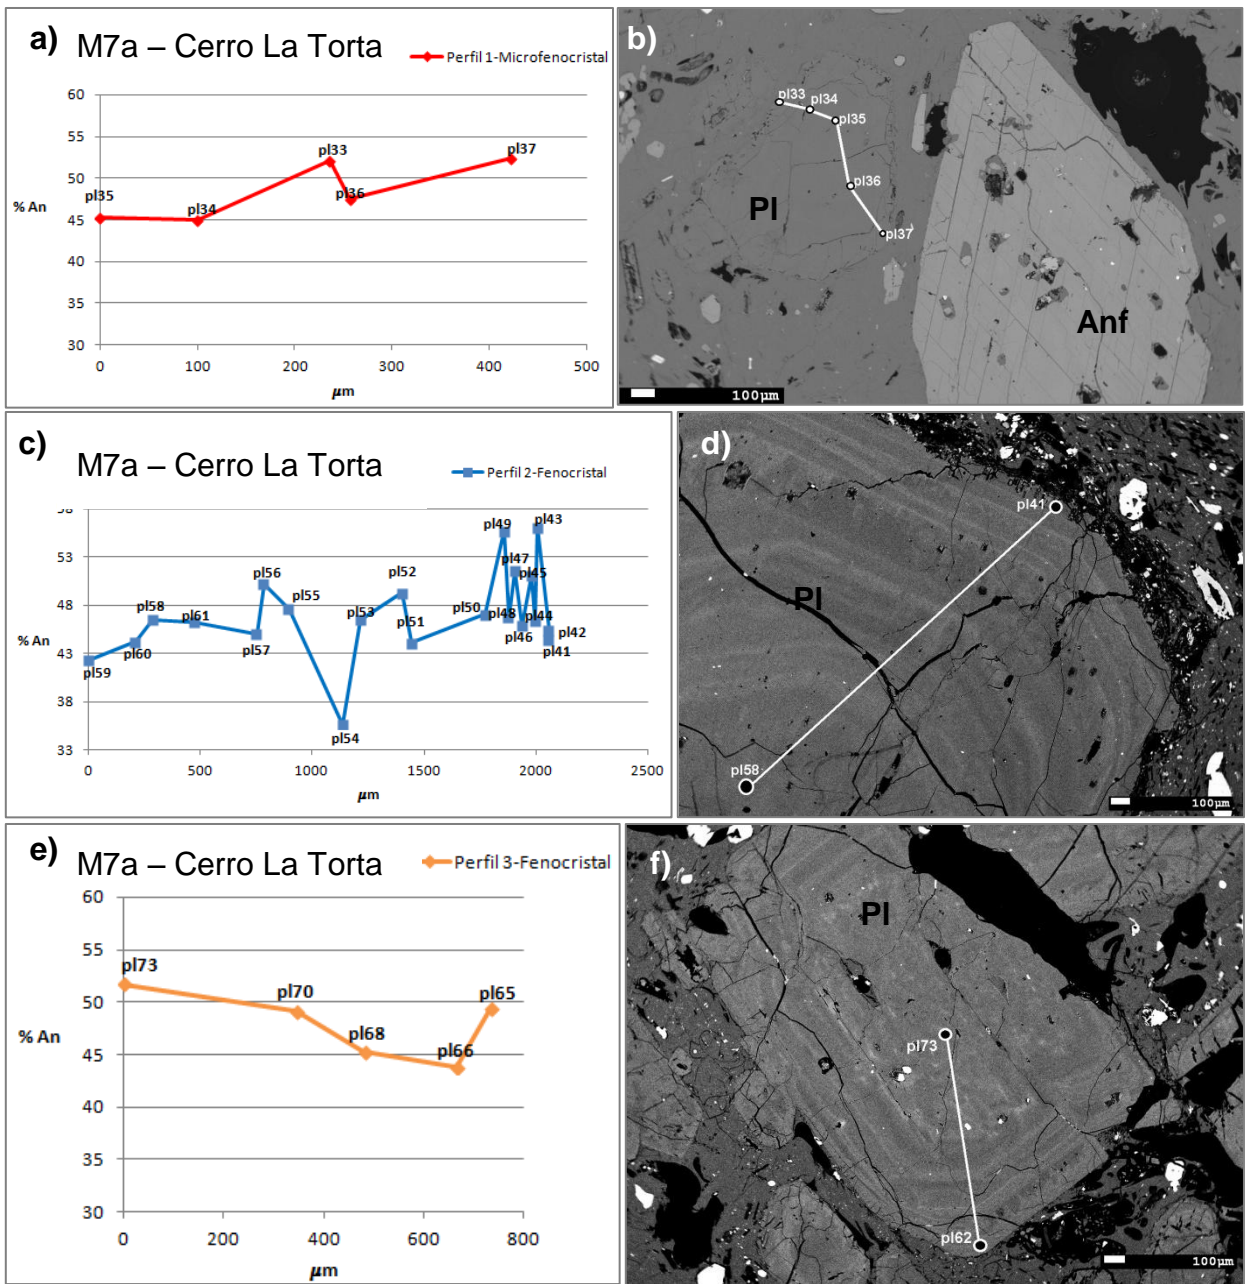 a) M7a – Cerro La Torta
Perfil 1-Microfenocristal
60
55
50
45
40
35
30
% An
pl35
pl34
pl33
pl36
pl37
0 100 200 300 400 500
µm
b)
pl33
pl34
pl35
pl36
pl37
Pl
Anf
100µm
c) M7a – Cerro La Torta
Perfil 2-Fenocristal
58
53
48
43
38
33
% An
pl59
pl60
pl58
pl61
pl57
pl56
pl55
pl54
pl53
pl52
pl51
pl50
pl49
pl48
pl47
pl46
pl45
pl44
pl43
pl42
pl41
0 500 1000 1500 2000 2500
µm
d)
pl41
Pl
pl58
100µm
e) M7a – Cerro La Torta
Perfil 3-Fenocristal
60
55
50
45
40
35
30
% An
pl73
pl70
pl68
pl66
pl65
0 200 400 600 800
µm
f)
Pl
pl73
pl62
100µm